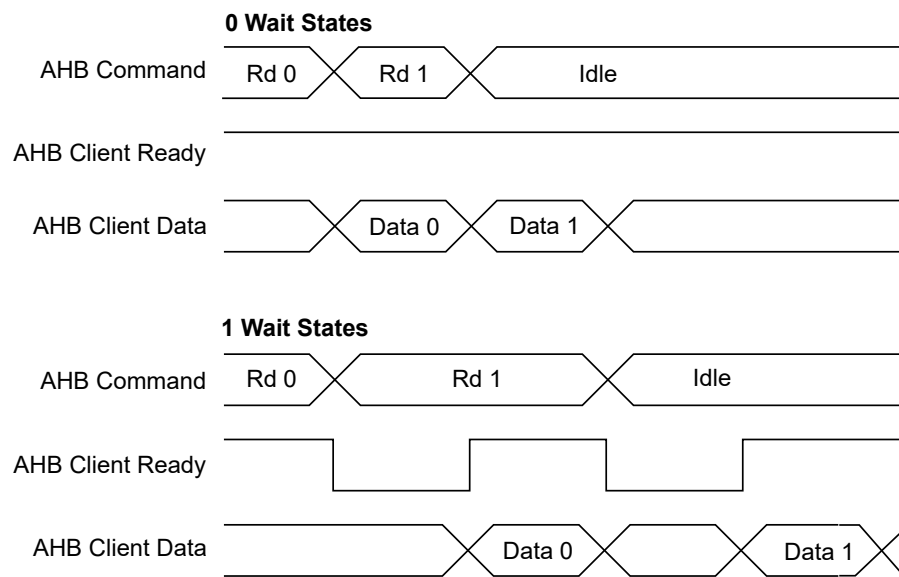 0 Wait States
AHB Command Rd 0 Rd 1 Idle
AHB Client Ready
AHB Client Data Data 0 Data 1
1 Wait States
AHB Command Rd 0 Rd 1 Idle
AHB Client Ready
AHB Client Data Data 0 Data 1